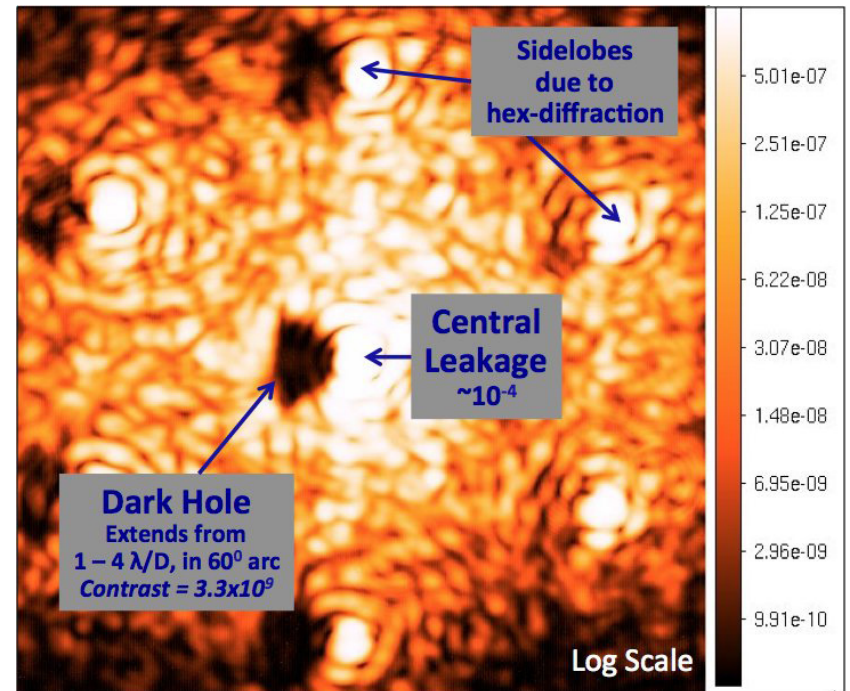 Sidelobes
due to
hex-diffraction
Central
Leakage
~10⁻⁴
Dark Hole
Extends from
1 – 4 λ/D, in 60⁰ arc
Contrast = 3.3x10⁹
Log Scale
5.01e-07
2.51e-07
1.25e-07
6.22e-08
3.07e-08
1.48e-08
6.95e-09
2.96e-09
9.91e-10